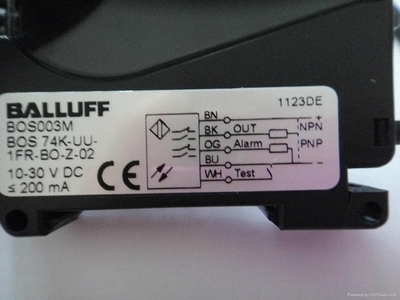 BALLUFF
1123DE
BOS003M
BOS 74K-UU-
1FR-BO-Z-02
10-30 V DC
≤ 200 mA
CE
BN +
BK OUT NPN
OG Alarm PNP
BU -
WH Test